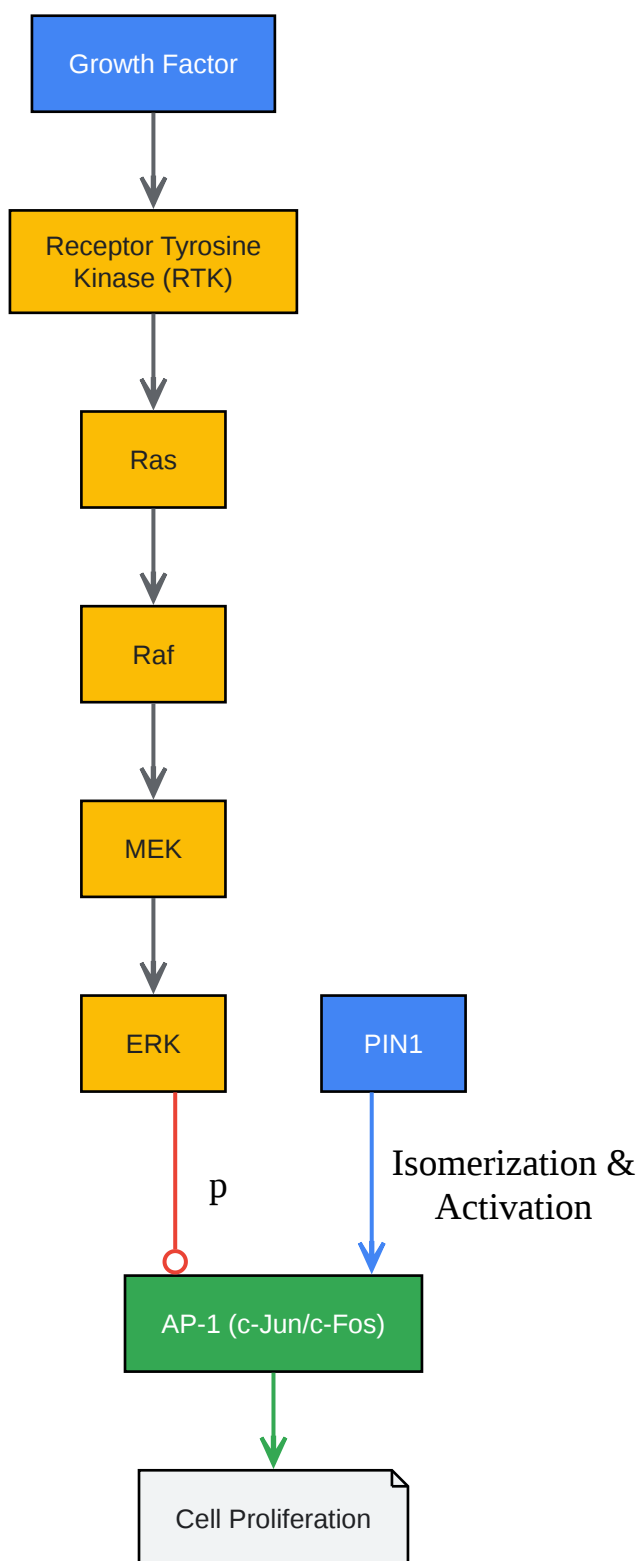 Growth Factor
Receptor Tyrosine
Kinase (RTK)
Ras
Raf
MEK
ERK
PIN1
p
Isomerization &
Activation
AP-1 (c-Jun/c-Fos)
Cell Proliferation